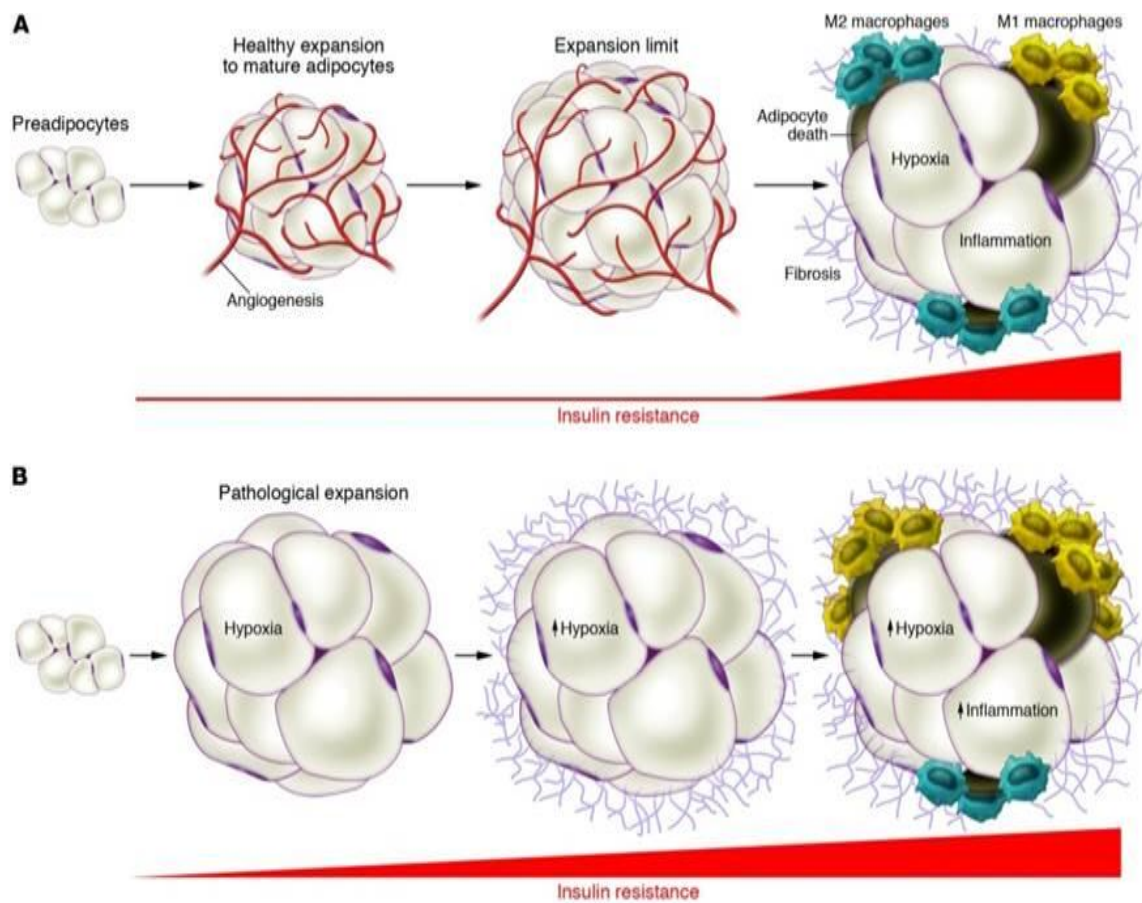 A
M2 macrophages
M1 macrophages
Healthy expansion
to mature adipocytes
Expansion limit
Preadipocytes
Adipocyte
death
Hypoxia
Inflammation
Fibrosis
Angiogenesis
Insulin resistance
B
Pathological expansion
Hypoxia
Hypoxia
Hypoxia
Inflammation
Insulin resistance